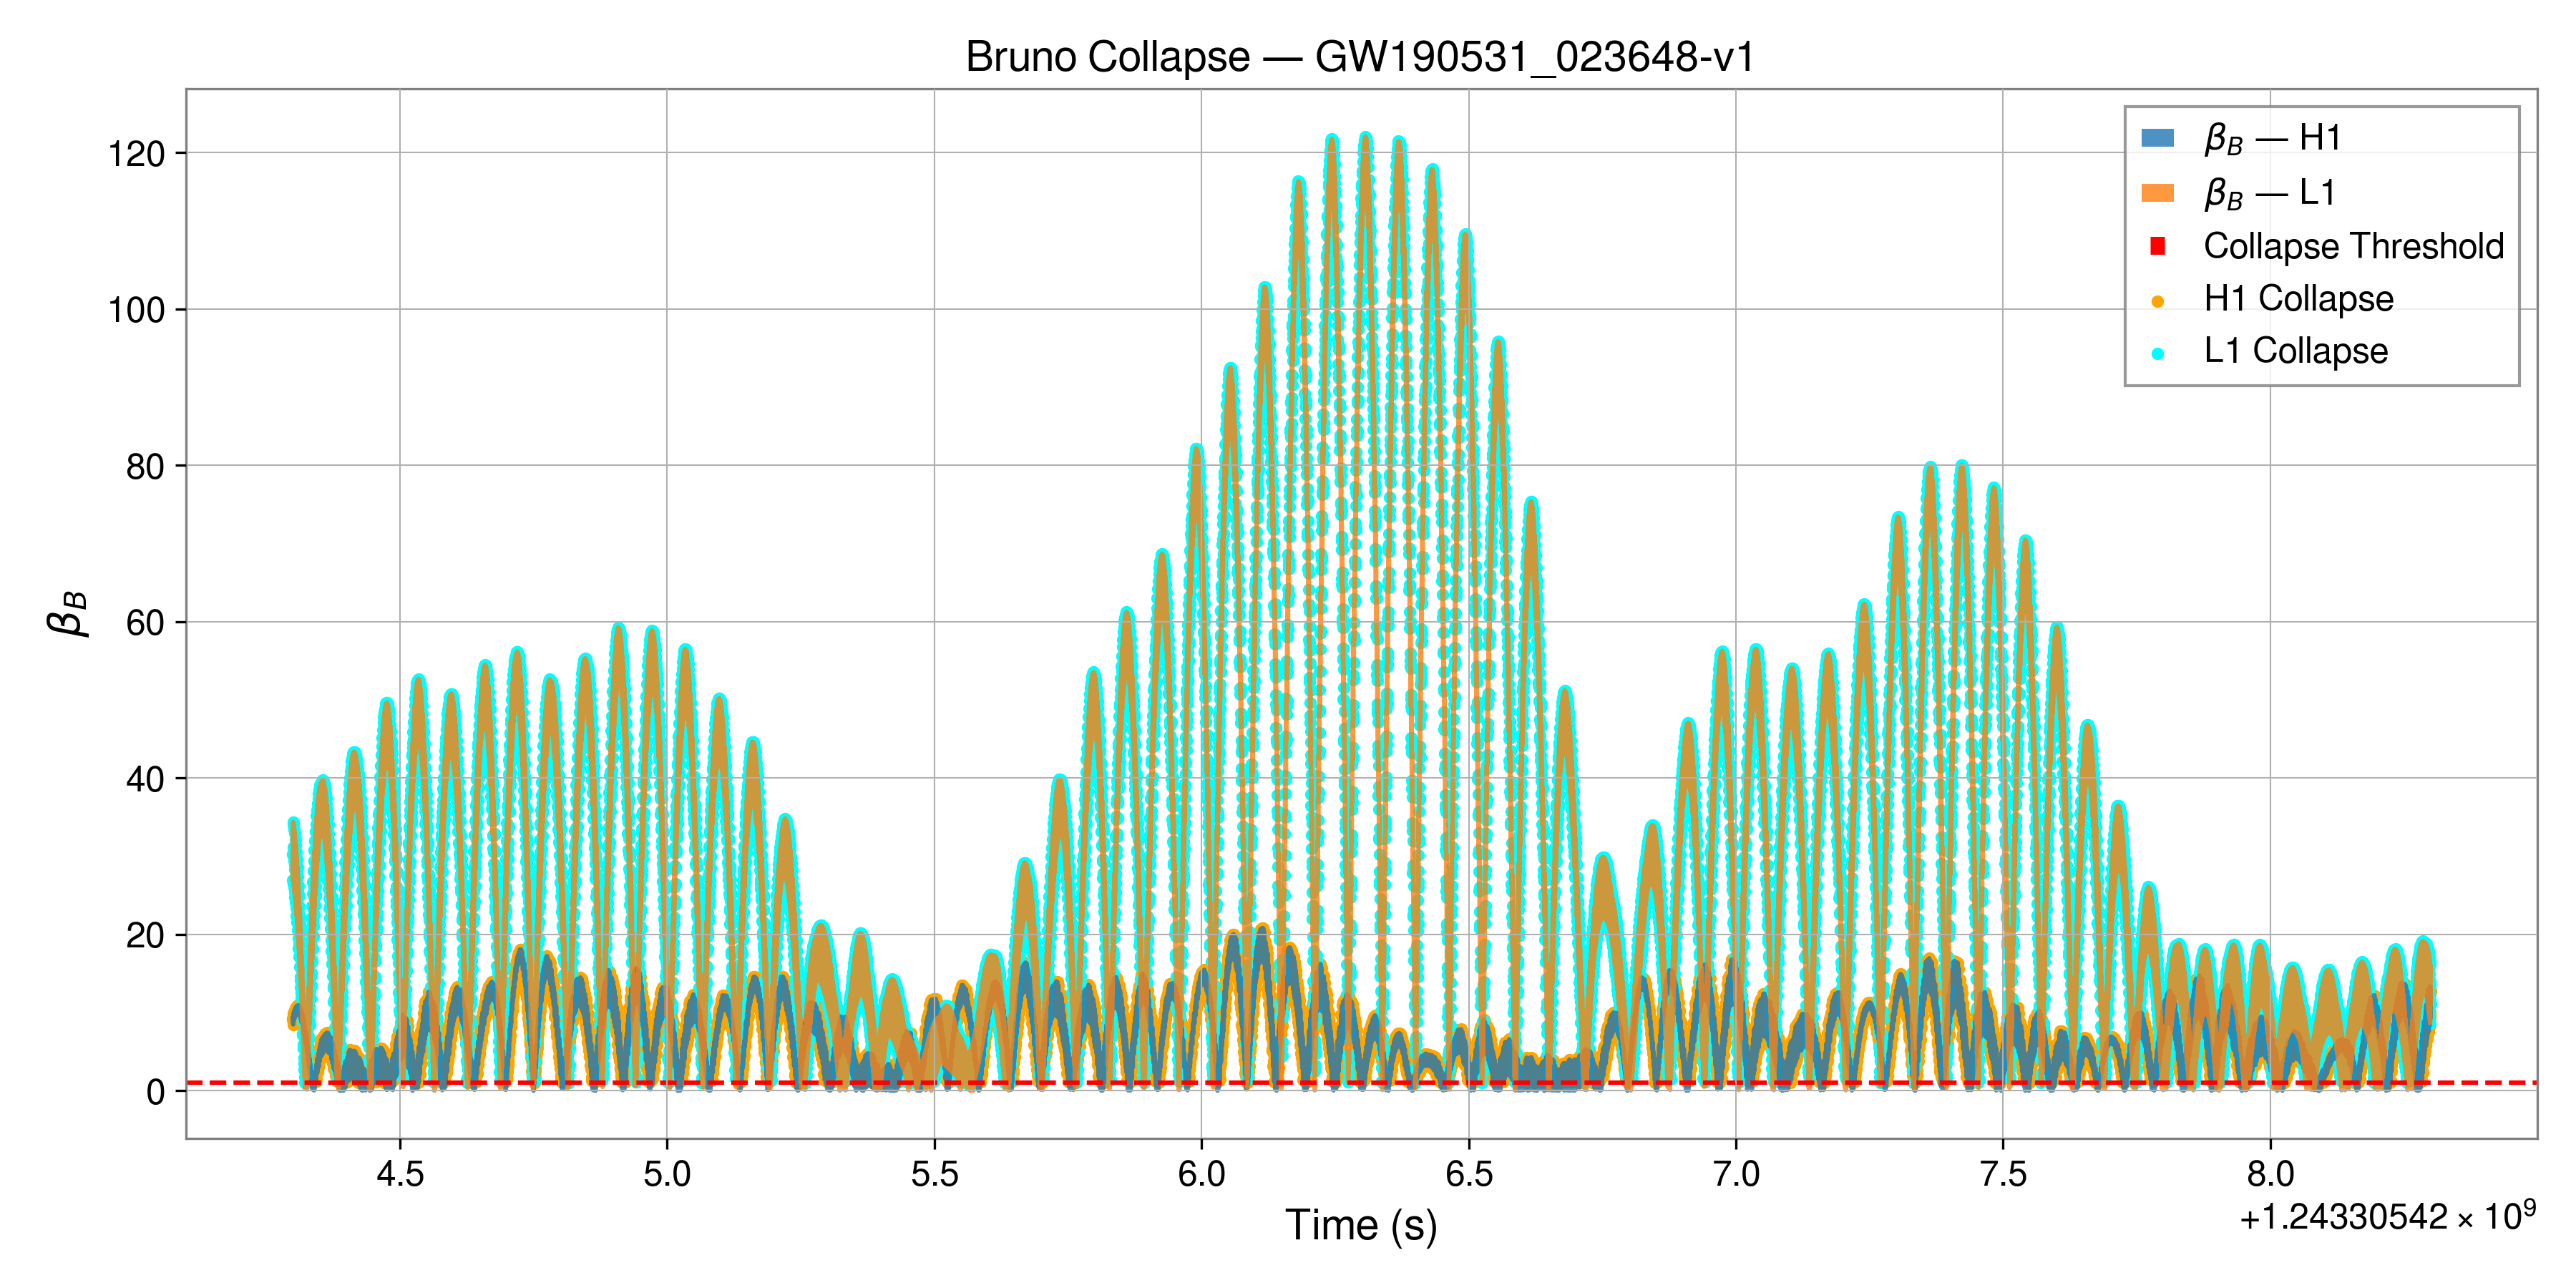 Bruno Collapse — GW190531_023648-v1
β_B — H1
β_B — L1
Collapse Threshold
H1 Collapse
L1 Collapse
120
100
80
60
40
20
0
β_B
4.5 5.0 5.5 6.0 6.5 7.0 7.5 8.0
+1.24330542 × 10⁹
Time (s)